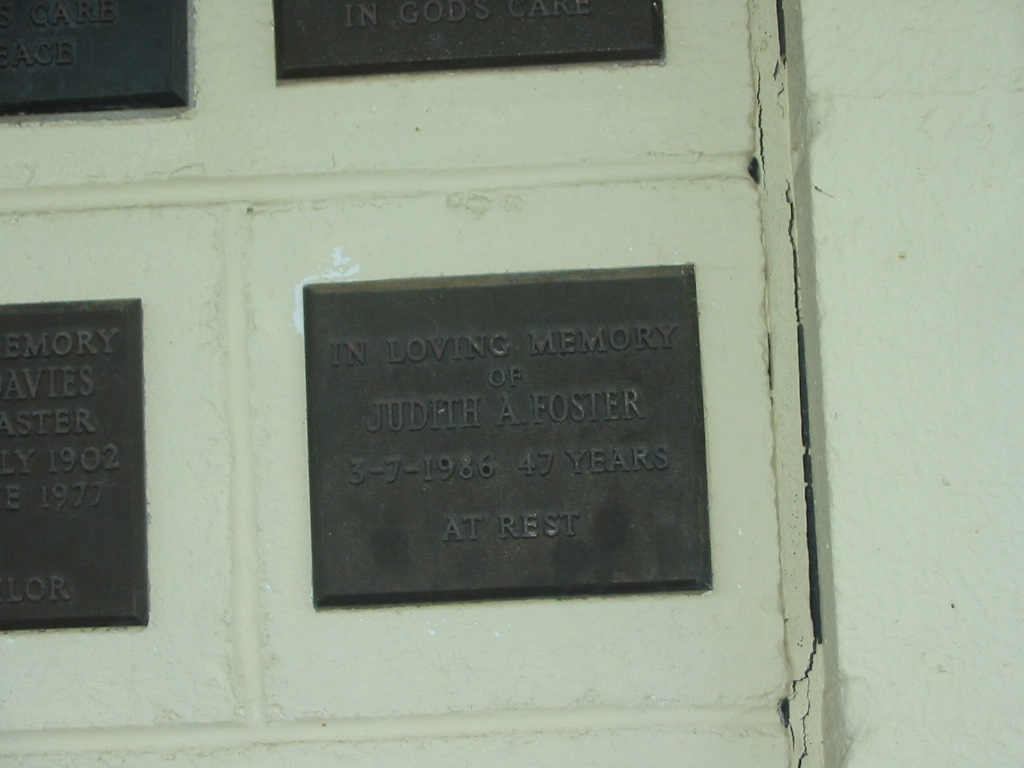 S CARE
EACE
IN GOD'S CARE
EMORY
DAVIES
ASTER
LY 1902
E 1977
LOR
IN LOVING MEMORY
OF
JUDITH A. FOSTER
3-7-1986 47 YEARS
AT REST